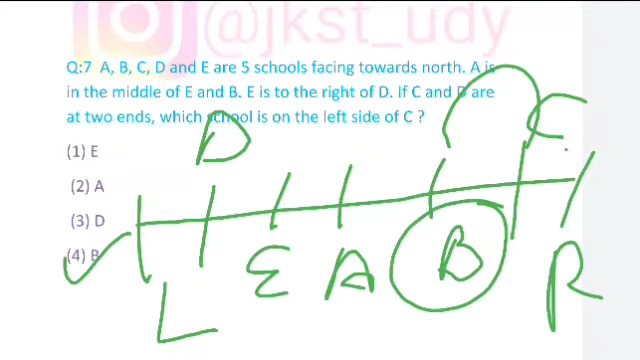 @jkst_udy
Q:7 A, B, C, D and E are 5 schools facing towards north. A is
in the middle of E and B. E is to the right of D. If C and D are
at two ends, which school is on the left side of C ?
(1) E
D
C
(2) A
(3) D
(4) B
E A B
L
R